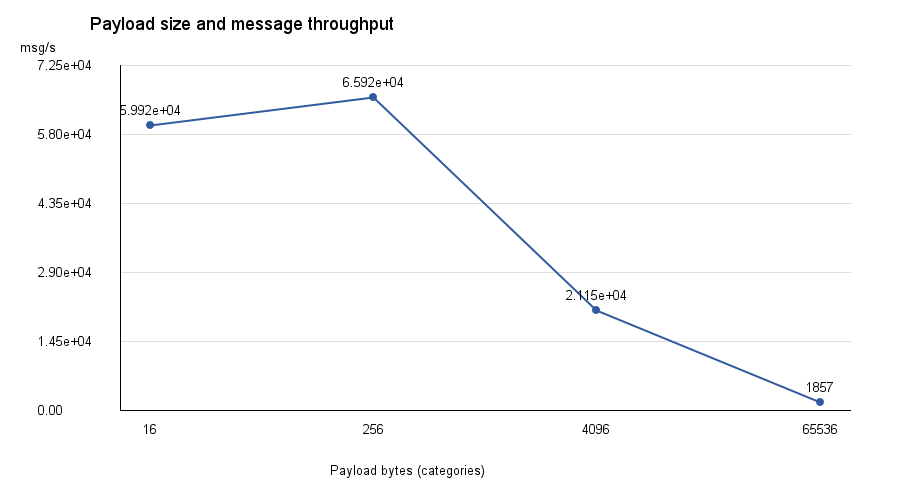 Payload size and message throughput
msg/s
7.25e+04
6.592e+04
5.992e+04
5.80e+04
4.35e+04
2.90e+04
2.115e+04
1.45e+04
1857
0.00
16 256 4096 65536
Payload bytes (categories)